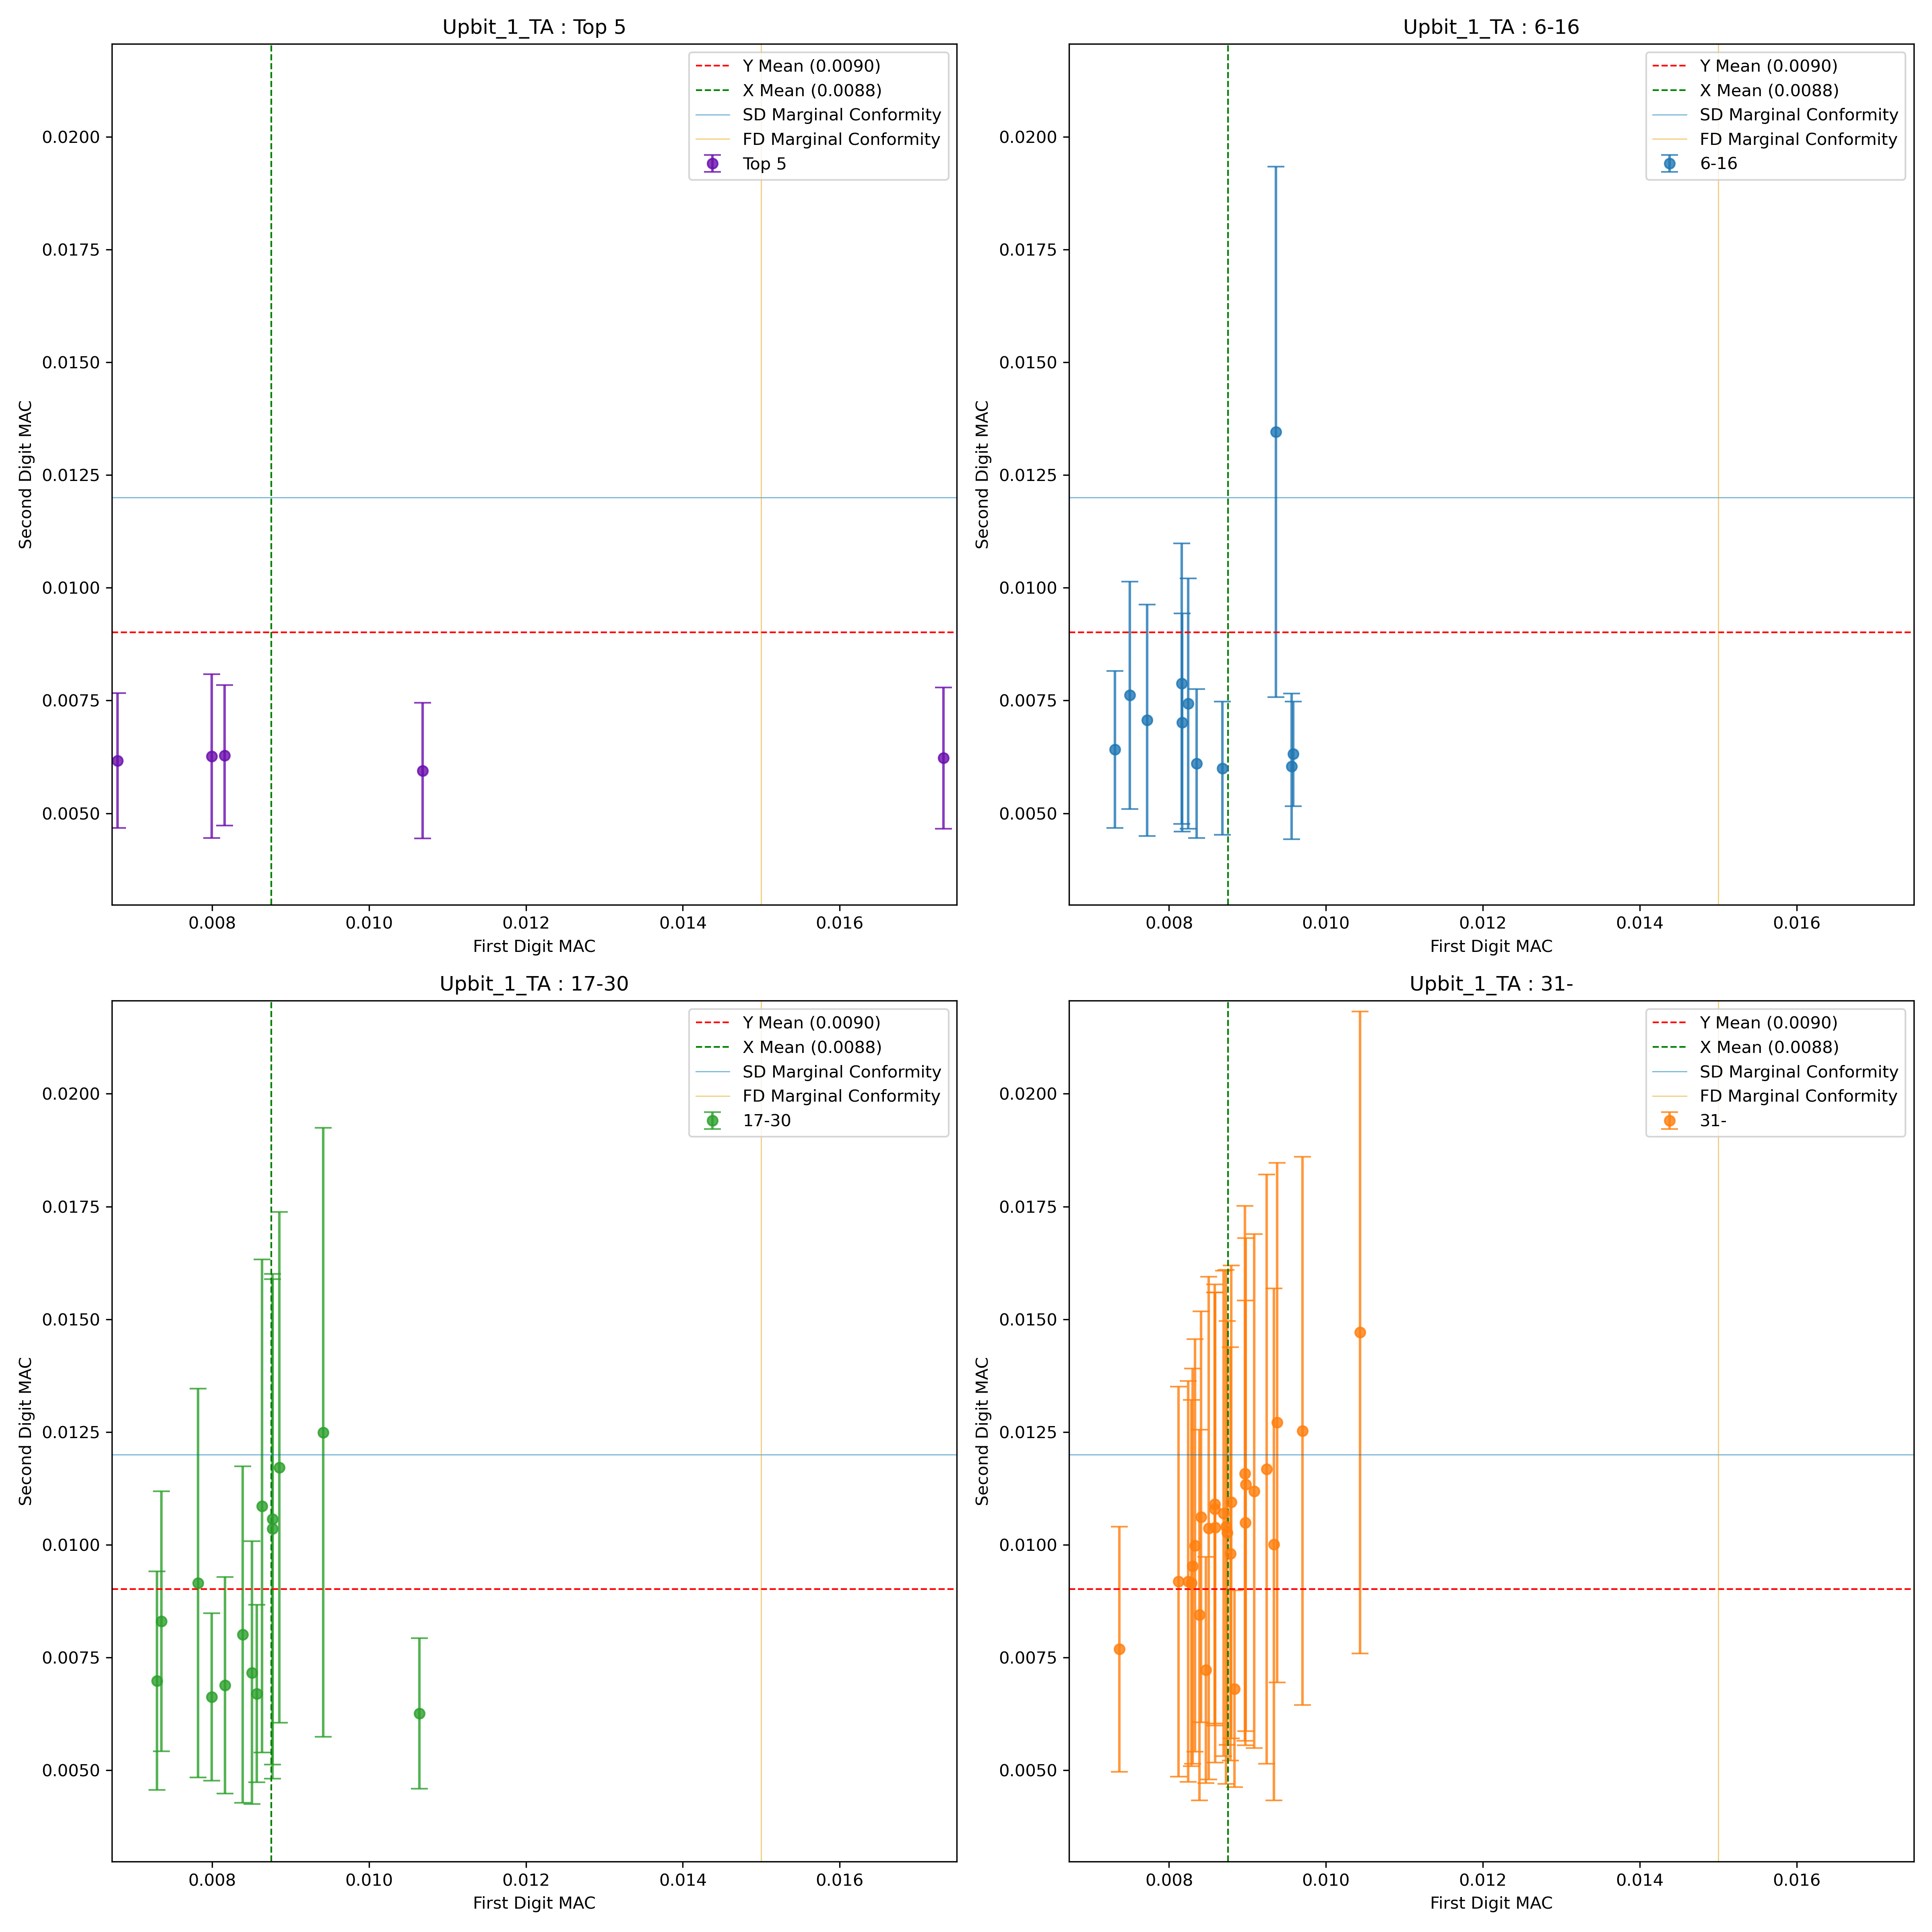 Upbit_1_TA : Top 5
Y Mean (0.0090)
X Mean (0.0088)
SD Marginal Conformity
FD Marginal Conformity
Top 5
0.0200
0.0175
0.0150
0.0125
0.0100
0.0075
0.0050
Second Digit MAC
0.008
0.010
0.012
0.014
0.016
First Digit MAC
Upbit_1_TA : 6-16
Y Mean (0.0090)
X Mean (0.0088)
SD Marginal Conformity
FD Marginal Conformity
6-16
0.0200
0.0175
0.0150
0.0125
0.0100
0.0075
0.0050
Second Digit MAC
0.008
0.010
0.012
0.014
0.016
First Digit MAC
Upbit_1_TA : 17-30
Y Mean (0.0090)
X Mean (0.0088)
SD Marginal Conformity
FD Marginal Conformity
17-30
0.0200
0.0175
0.0150
0.0125
0.0100
0.0075
0.0050
Second Digit MAC
0.008
0.010
0.012
0.014
0.016
First Digit MAC
Upbit_1_TA : 31-
Y Mean (0.0090)
X Mean (0.0088)
SD Marginal Conformity
FD Marginal Conformity
31-
0.0200
0.0175
0.0150
0.0125
0.0100
0.0075
0.0050
Second Digit MAC
0.008
0.010
0.012
0.014
0.016
First Digit MAC